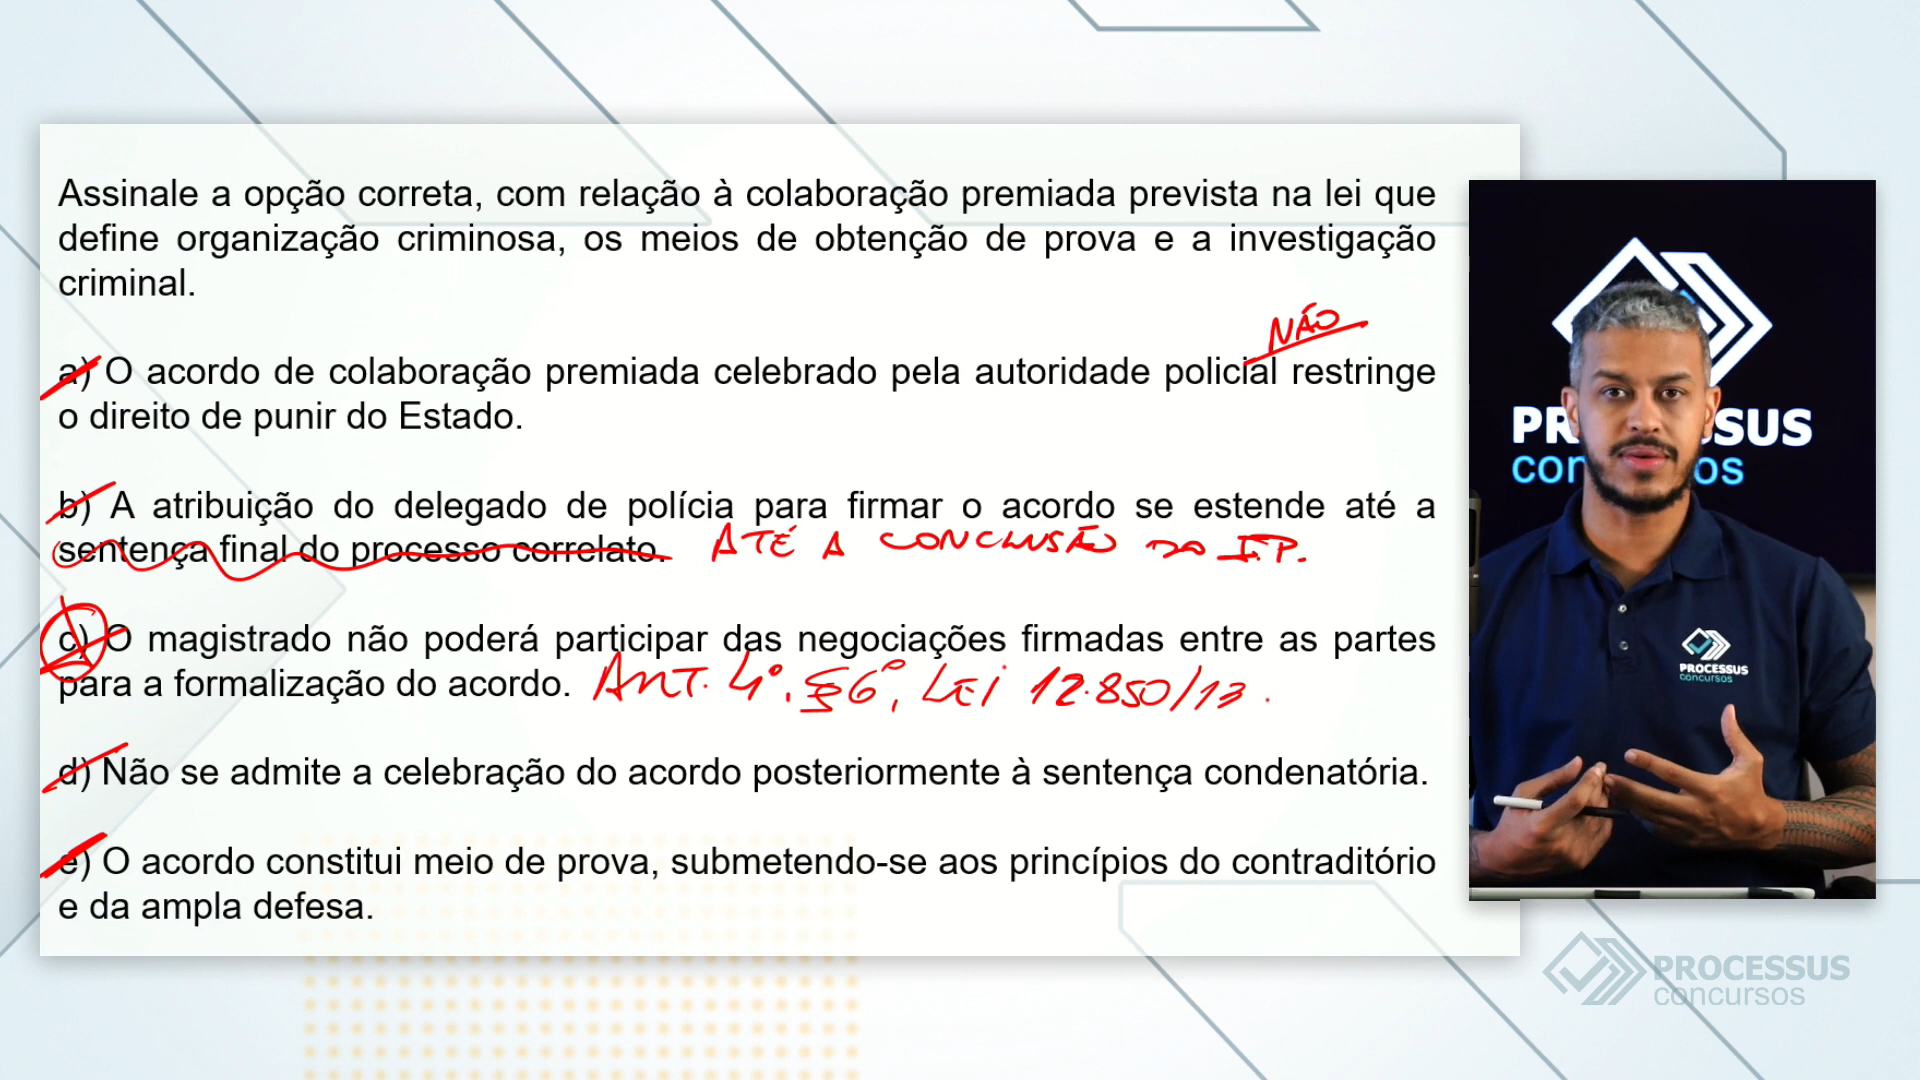 Assinale a opção correta, com relação à colaboração premiada prevista na lei que
define organização criminosa, os meios de obtenção de prova e a investigação
criminal.
NÃO
a) O acordo de colaboração premiada celebrado pela autoridade policial restringe
o direito de punir do Estado.
b) A atribuição do delegado de polícia para firmar o acordo se estende até a
sentença final do processo correlato. ATÉ A CONCLUSÃO DO I.P.
c) O magistrado não poderá participar das negociações firmadas entre as partes
para a formalização do acordo. ART. 4º, §6º, LEI 12.850/13.
d) Não se admite a celebração do acordo posteriormente à sentença condenatória.
e) O acordo constitui meio de prova, submetendo-se aos princípios do contraditório
e da ampla defesa.
PR SSUS
con os
PROCESSUS
concursos
PROCESSUS
concursos